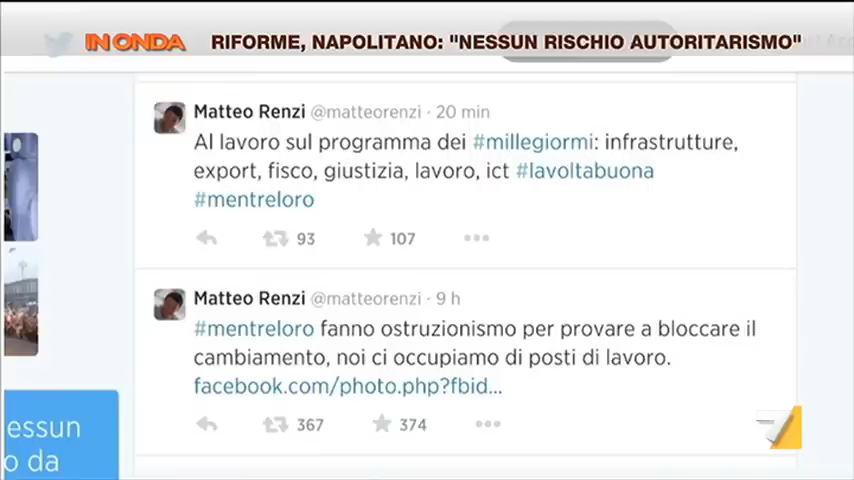 IN ONDA
RIFORME, NAPOLITANO: "NESSUN RISCHIO AUTORITARISMO"
Matteo Renzi @matteorenzi · 20 min
Al lavoro sul programma dei #millegiormi: infrastrutture,
export, fisco, giustizia, lavoro, ict #lavoltabuona
#mentreloro
93
107
Matteo Renzi @matteorenzi · 9 h
#mentreloro fanno ostruzionismo per provare a bloccare il
cambiamento, noi ci occupiamo di posti di lavoro.
facebook.com/photo.php?fbid...
367
374
essun
o da